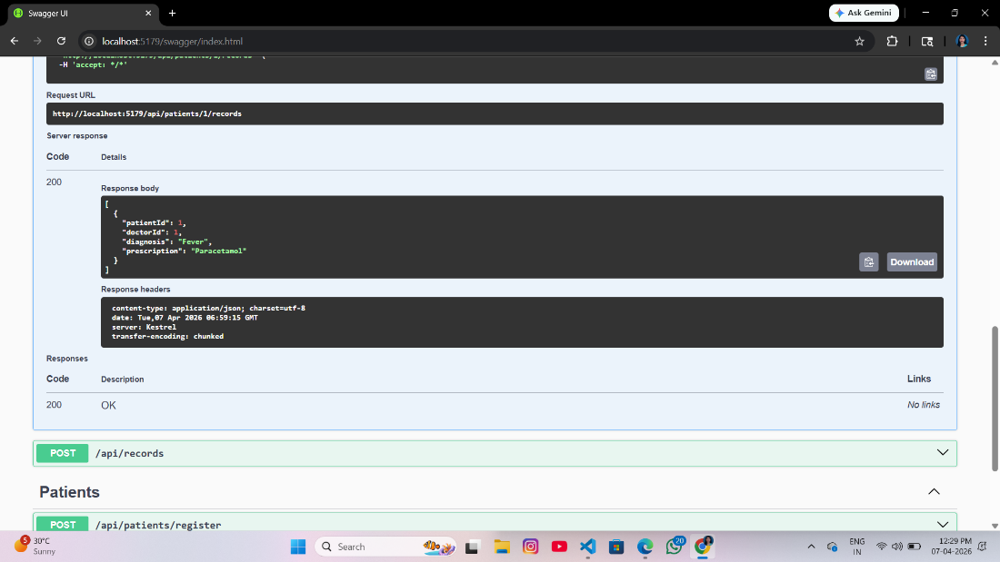 Swagger UI
Ask Gemini
localhost:5179/swagger/index.html
-H 'accept: */*'
Request URL
http://localhost:5179/api/patients/1/records
Server response
Code Details
200
Response body
[
{
"patientId": 1,
"doctorId": 1,
"diagnosis": "Fever",
"prescription": "Paracetamol"
}
]
Download
Response headers
content-type: application/json; charset=utf-8
date: Tue,07 Apr 2026 06:59:15 GMT
server: Kestrel
transfer-encoding: chunked
Responses
Code Description Links
200 OK No links
POST /api/records
Patients
POST /api/patients/register
5
30°C
Sunny
Search
20
ENG
IN
12:29 PM
07-04-2026